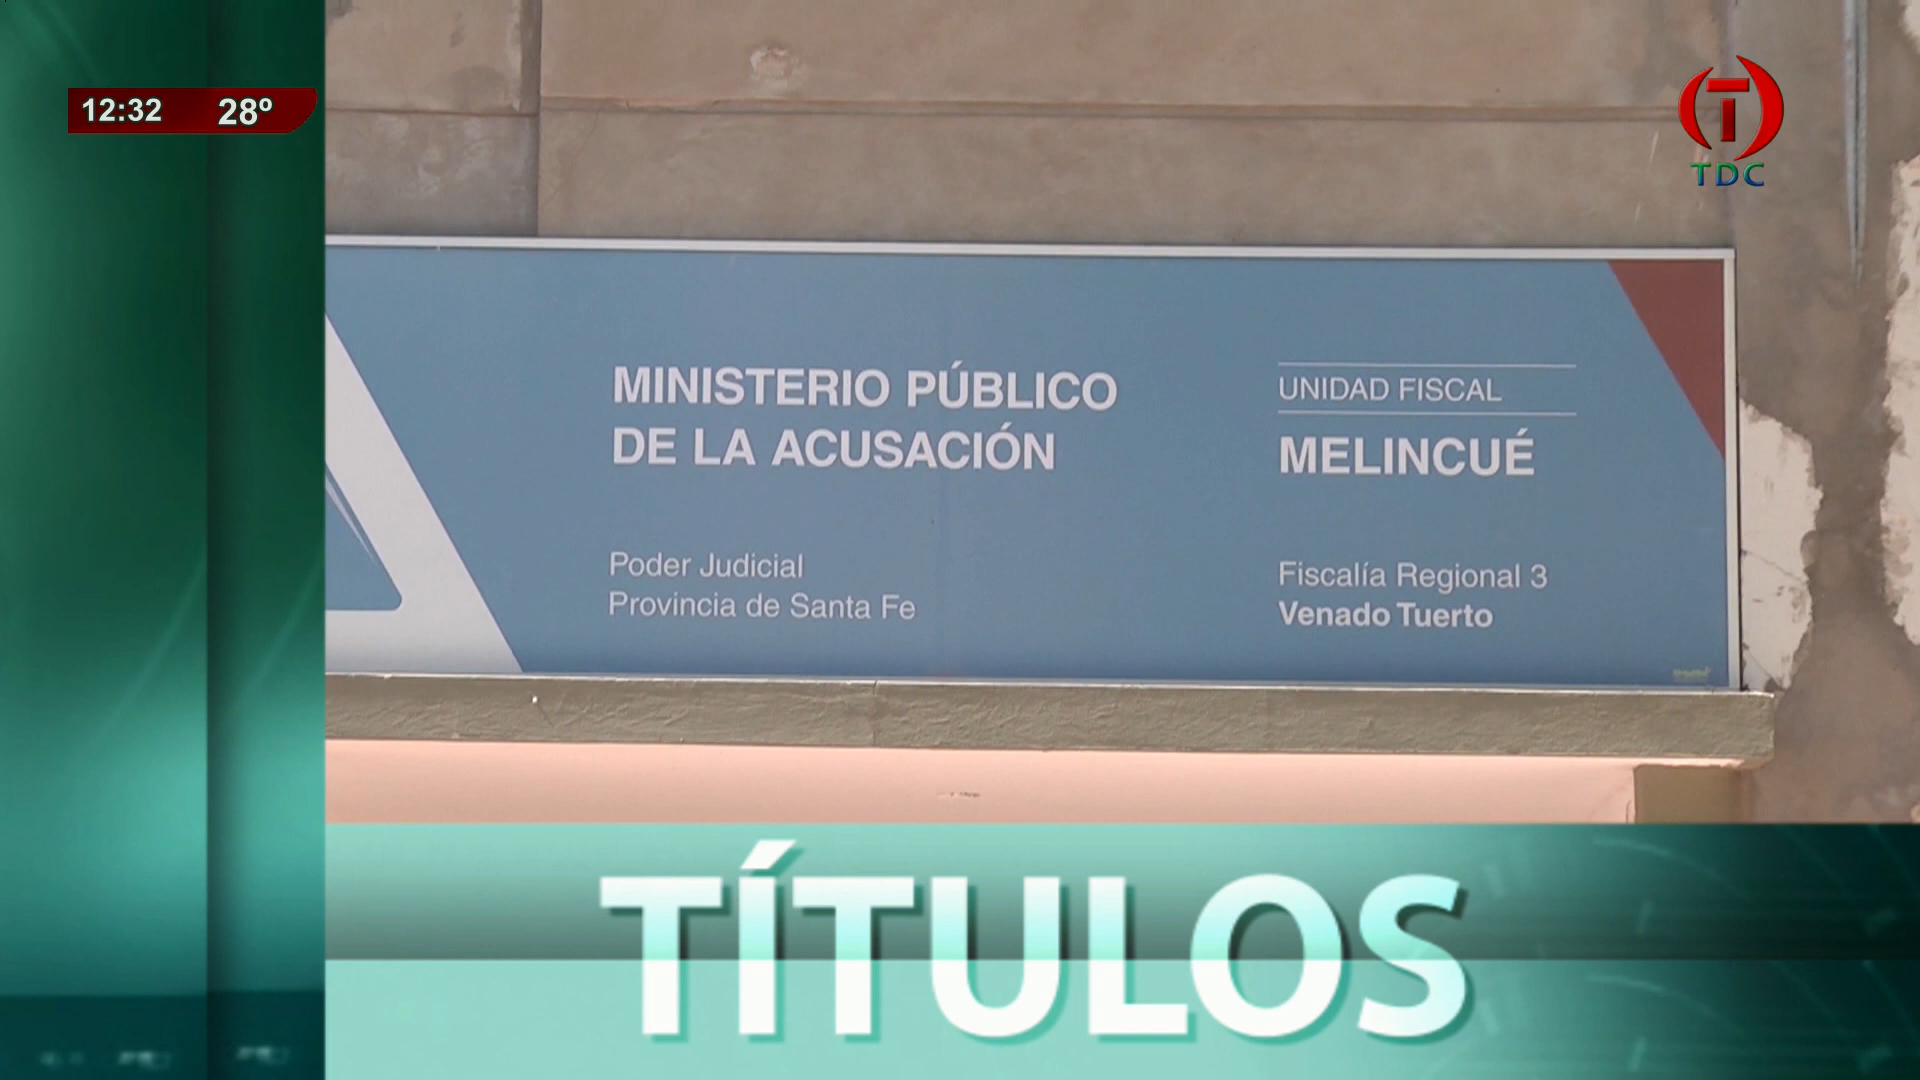 12:32 28º
T
TDC
MINISTERIO PÚBLICO
DE LA ACUSACIÓN
Poder Judicial
Provincia de Santa Fe
UNIDAD FISCAL
MELINCUÉ
Fiscalía Regional 3
Venado Tuerto
TÍTULOS